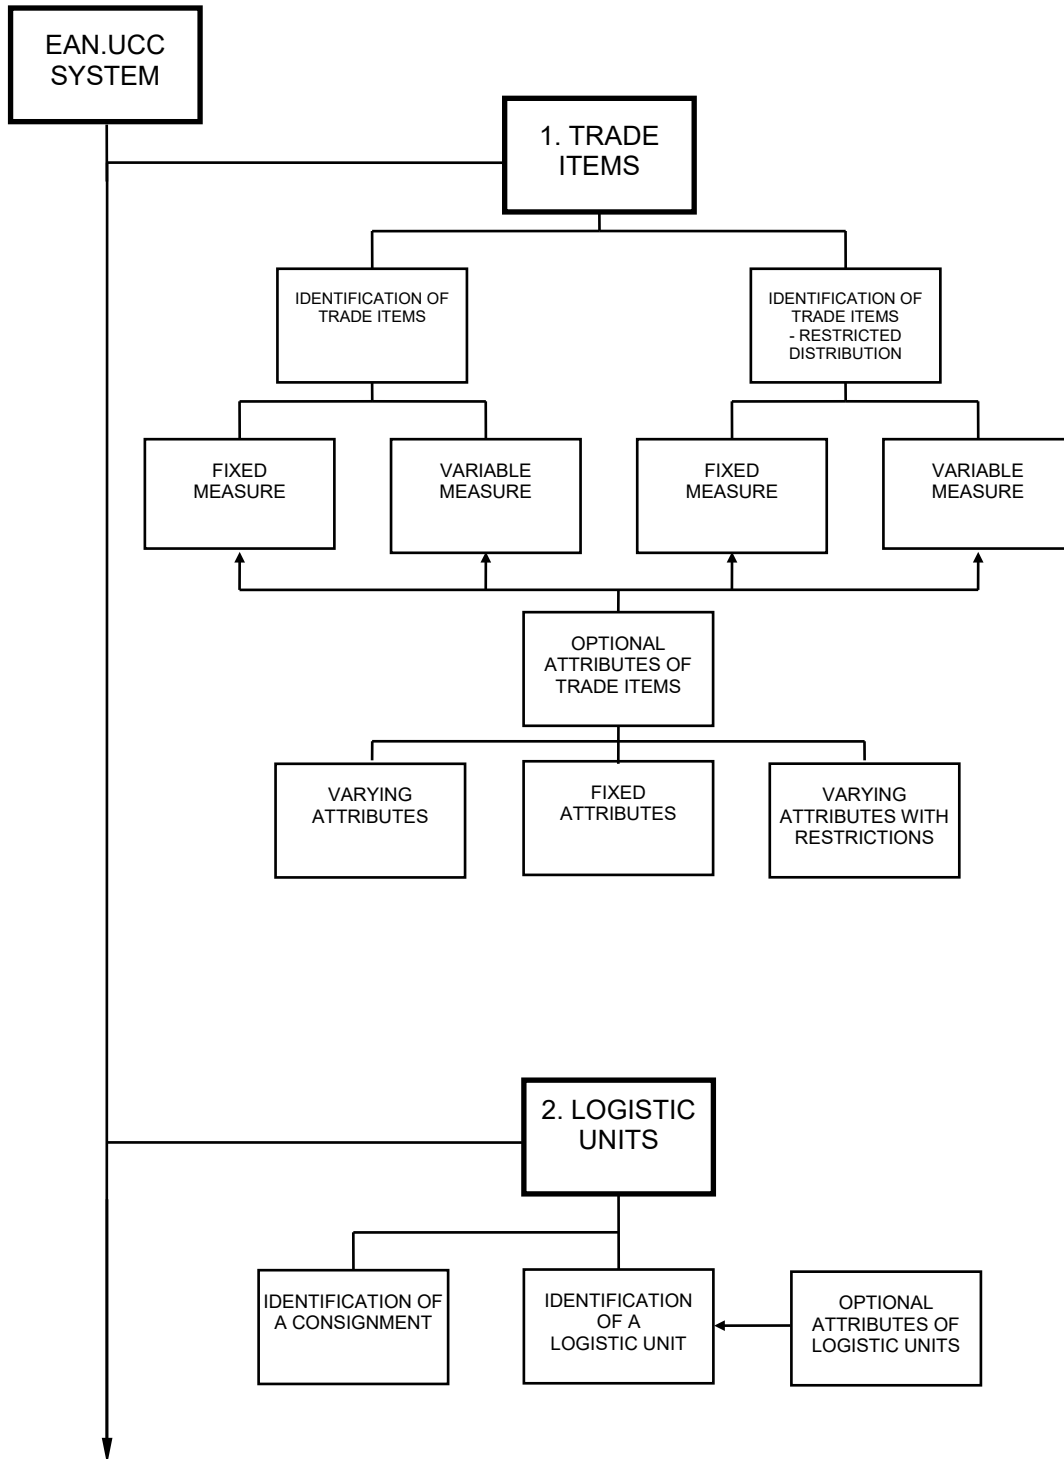 EAN.UCC
SYSTEM
1. TRADE
ITEMS
IDENTIFICATION OF
TRADE ITEMS
IDENTIFICATION OF
TRADE ITEMS
- RESTRICTED
DISTRIBUTION
FIXED
MEASURE
VARIABLE
MEASURE
FIXED
MEASURE
VARIABLE
MEASURE
OPTIONAL
ATTRIBUTES OF
TRADE ITEMS
VARYING
ATTRIBUTES
FIXED
ATTRIBUTES
VARYING
ATTRIBUTES WITH
RESTRICTIONS
2. LOGISTIC
UNITS
IDENTIFICATION OF
A CONSIGNMENT
IDENTIFICATION
OF A
LOGISTIC UNIT
OPTIONAL
ATTRIBUTES OF
LOGISTIC UNITS